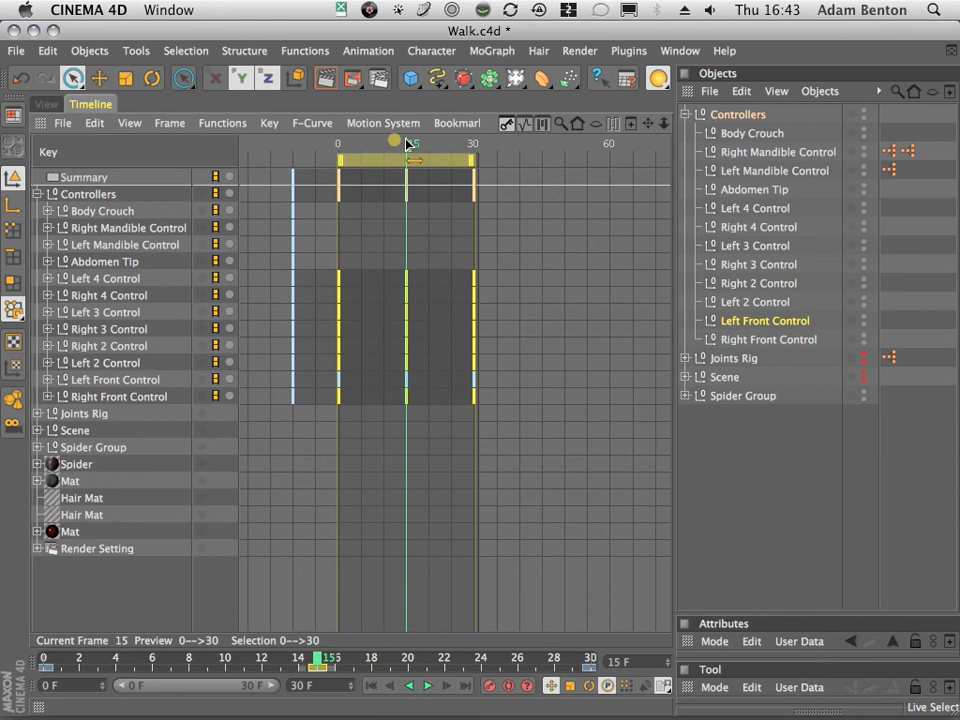 CINEMA 4D Window Thu 16:43 Adam Benton
Walk.c4d *
File Edit Objects Tools Selection Structure Functions Animation Character MoGraph Hair Render Plugins Window Help
X Y Z
View Timeline
File Edit View Frame Functions Key F-Curve Motion System Bookmarl
Key
0 15 30 60
Summary
Controllers
Body Crouch
Right Mandible Control
Left Mandible Control
Abdomen Tip
Left 4 Control
Right 4 Control
Left 3 Control
Right 3 Control
Right 2 Control
Left 2 Control
Left Front Control
Right Front Control
Joints Rig
Scene
Spider Group
Spider
Mat
Hair Mat
Hair Mat
Mat
Render Setting
Current Frame 15 Preview 0-->30 Selection 0-->30
0 2 4 6 8 10 12 14 15 18 20 22 24 26 28 30 15 F
0 F 0 F 30 F 30 F
Objects
File Edit View Objects
Controllers
Body Crouch
Right Mandible Control
Left Mandible Control
Abdomen Tip
Left 4 Control
Right 4 Control
Left 3 Control
Right 3 Control
Right 2 Control
Left 2 Control
Left Front Control
Right Front Control
Joints Rig
Scene
Spider Group
Attributes
Mode Edit User Data
Tool
Mode Edit User Data
Live Select
MAXON
CINEMA 4D